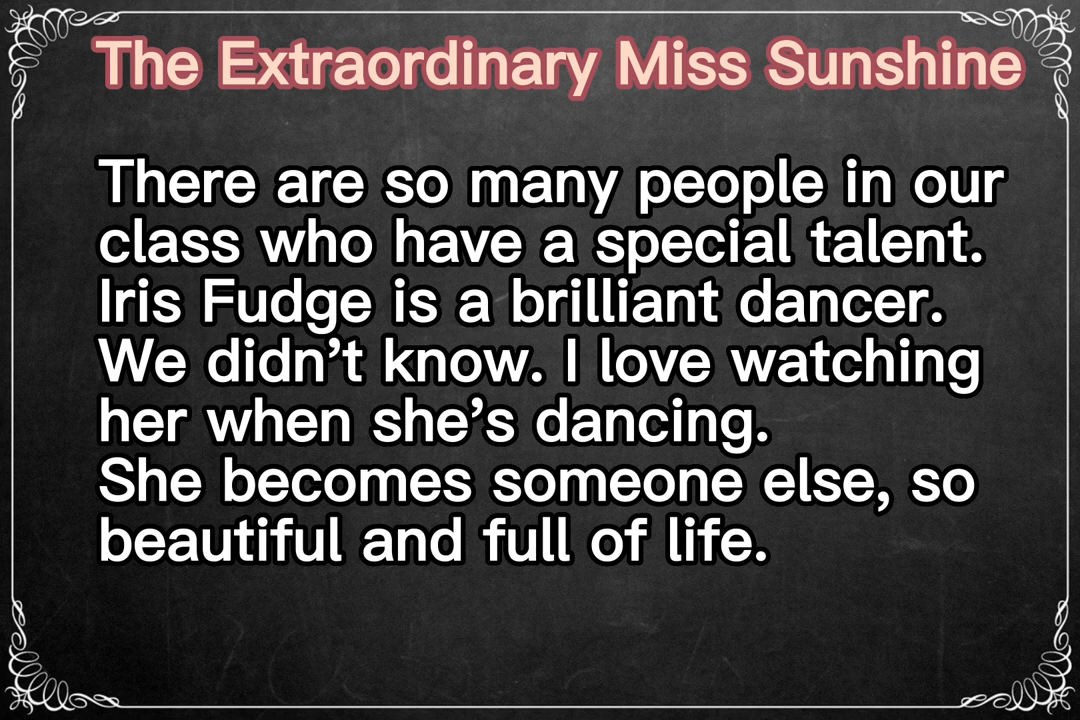 The Extraordinary Miss Sunshine
There are so many people in our
class who have a special talent.
Iris Fudge is a brilliant dancer.
We didn’t know. I love watching
her when she’s dancing.
She becomes someone else, so
beautiful and full of life.